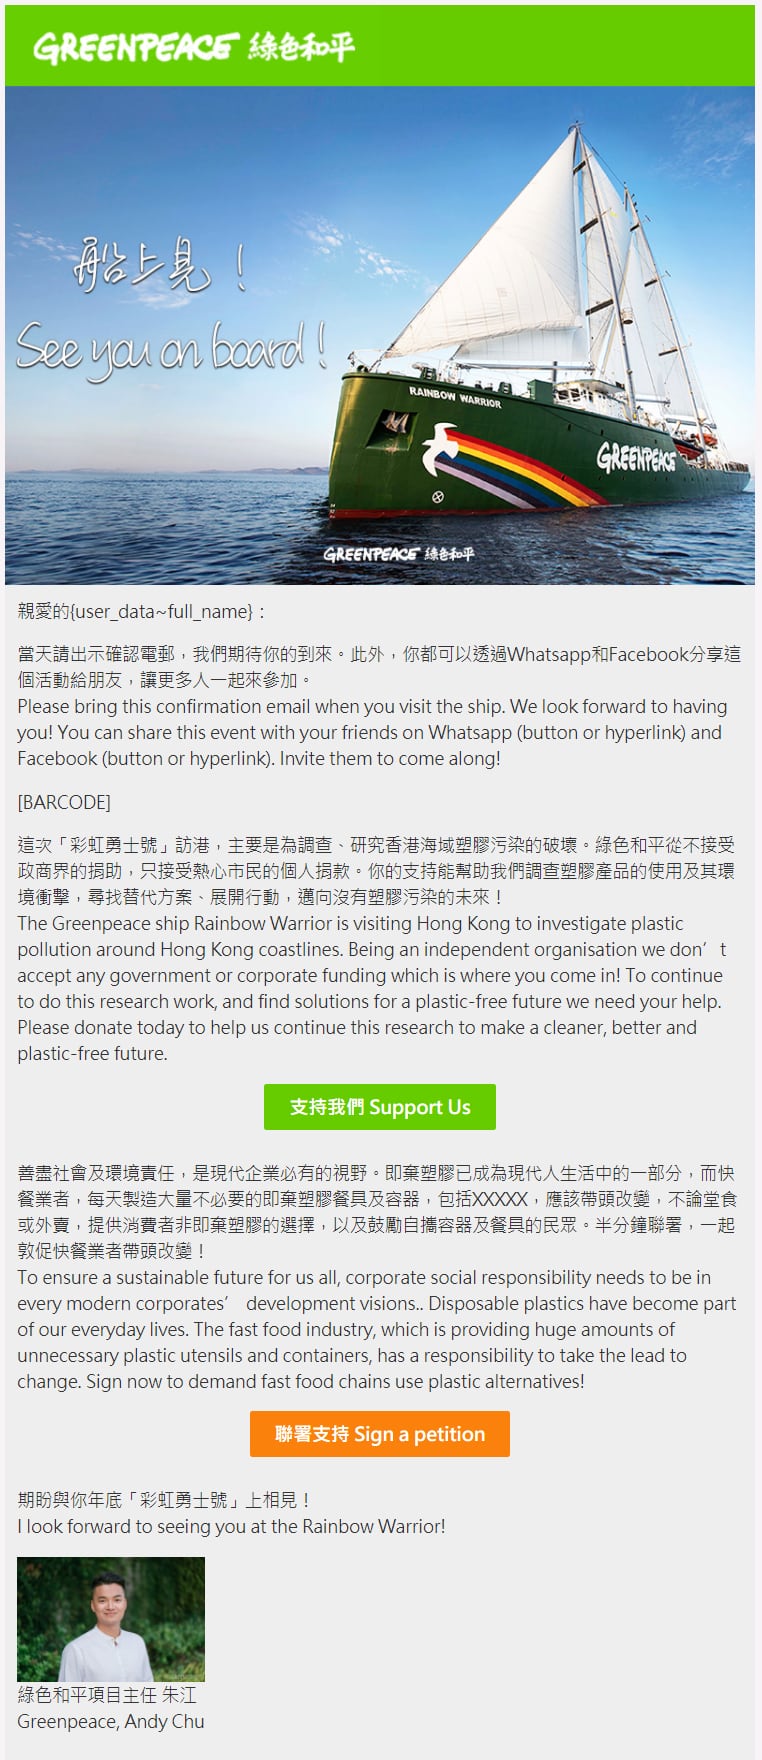 GREENPEACE 綠色和平
船上見！
See you on board!
RAINBOW WARRIOR
GREENPEACE
GREENPEACE 綠色和平
親愛的{user_data~full_name}：
當天請出示確認電郵，我們期待你的到來。此外，你都可以透過Whatsapp和Facebook分享這
個活動給朋友，讓更多人一起來參加。
Please bring this confirmation email when you visit the ship. We look forward to having
you! You can share this event with your friends on Whatsapp (button or hyperlink) and
Facebook (button or hyperlink). Invite them to come along!
[BARCODE]
這次「彩虹勇士號」訪港，主要是為調查、研究香港海域塑膠污染的破壞。綠色和平從不接受
政商界的捐助，只接受熱心市民的個人捐款。你的支持能幫助我們調查塑膠產品的使用及其環
境衝擊，尋找替代方案、展開行動，邁向沒有塑膠污染的未來！
The Greenpeace ship Rainbow Warrior is visiting Hong Kong to investigate plastic
pollution around Hong Kong coastlines. Being an independent organisation we don’t
accept any government or corporate funding which is where you come in! To continue
to do this research work, and find solutions for a plastic-free future we need your help.
Please donate today to help us continue this research to make a cleaner, better and
plastic-free future.
支持我們 Support Us
善盡社會及環境責任，是現代企業必有的視野。即棄塑膠已成為現代人生活中的一部分，而快
餐業者，每天製造大量不必要的即棄塑膠餐具及容器，包括XXXXX，應該帶頭改變，不論堂食
或外賣，提供消費者非即棄塑膠的選擇，以及鼓勵自攜容器及餐具的民眾。半分鐘聯署，一起
敦促快餐業者帶頭改變！
To ensure a sustainable future for us all, corporate social responsibility needs to be in
every modern corporates’ development visions.. Disposable plastics have become part
of our everyday lives. The fast food industry, which is providing huge amounts of
unnecessary plastic utensils and containers, has a responsibility to take the lead to
change. Sign now to demand fast food chains use plastic alternatives!
聯署支持 Sign a petition
期盼與你年底「彩虹勇士號」上相見！
I look forward to seeing you at the Rainbow Warrior!
綠色和平項目主任 朱江
Greenpeace, Andy Chu